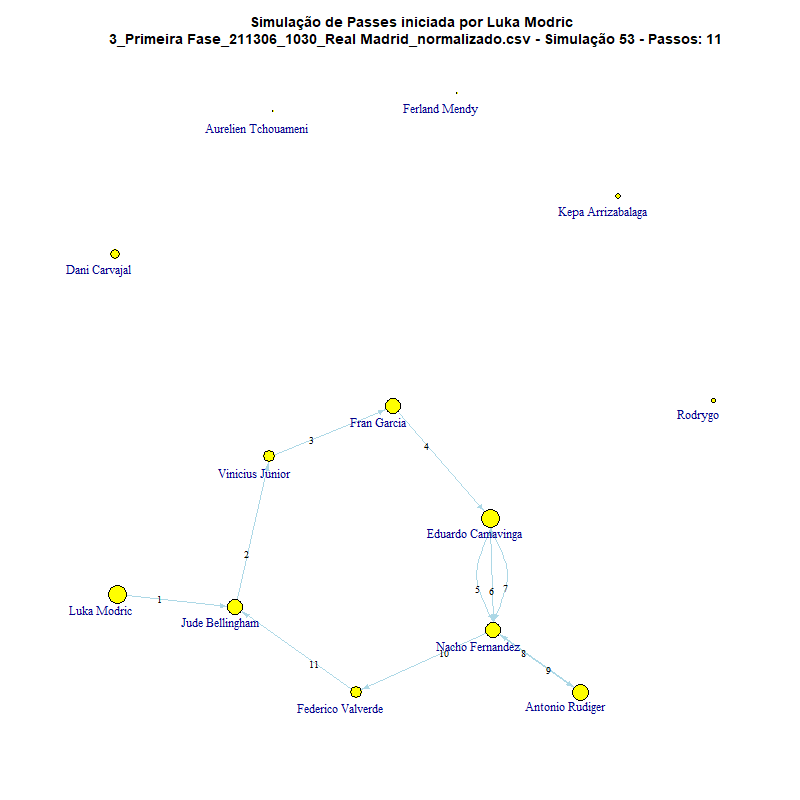 Simulação de Passes iniciada por Luka Modric
3_Primeira Fase_211306_1030_Real Madrid_normalizado.csv - Simulação 53 - Passos: 11
Ferland Mendy
Aurelien Tchouameni
Kepa Arrizabalaga
Dani Carvajal
Rodrygo
Fran Garcia
3
4
Vinicius Junior
Eduardo Camavinga
2
5
6
7
1
Luka Modric
Jude Bellingham
Nacho Fernandez
10
8
11
9
Federico Valverde
Antonio Rudiger